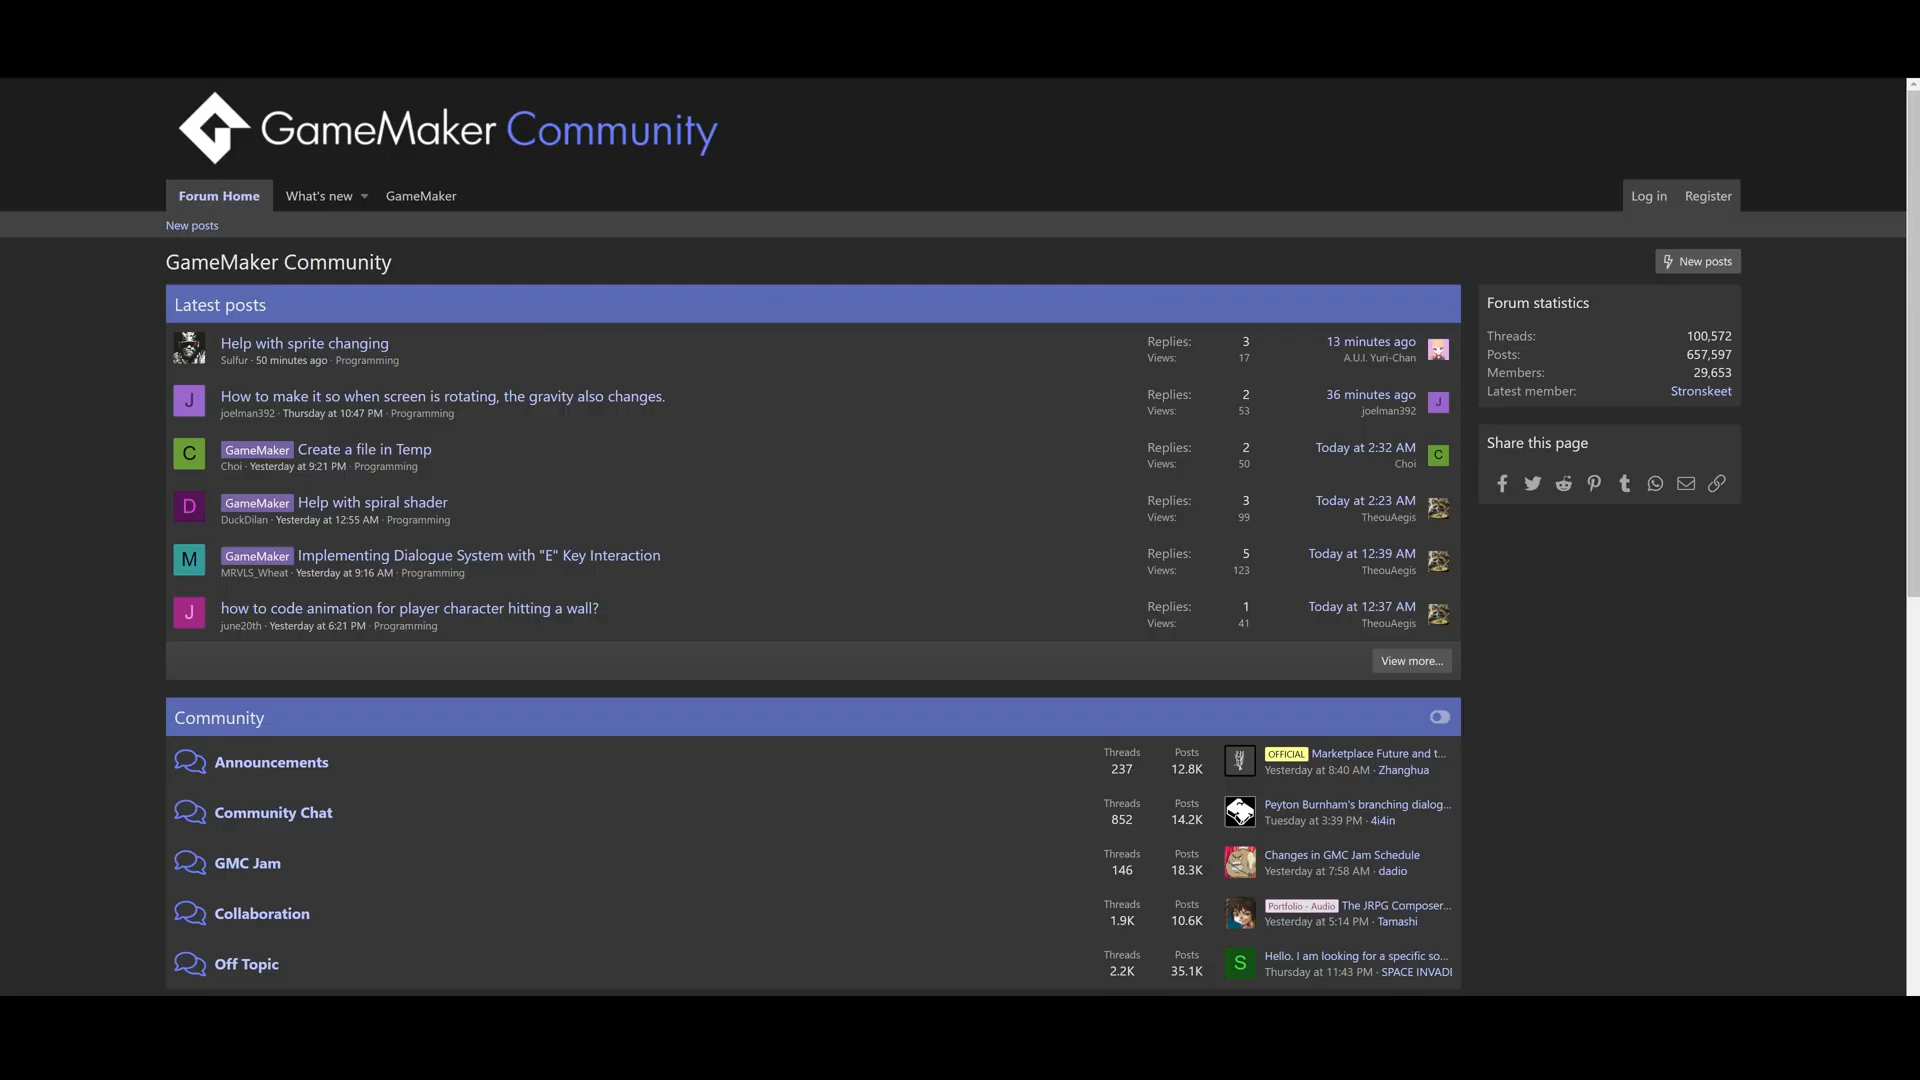 GameMaker Community
Forum Home What's new GameMaker Log in Register
New posts
GameMaker Community New posts
Latest posts
Help with sprite changing
Sulfur · 50 minutes ago · Programming
Replies: 3
Views: 17
13 minutes ago
A.U.I. Yuri-Chan
J
How to make it so when screen is rotating, the gravity also changes.
joelman392 · Thursday at 10:47 PM · Programming
Replies: 2
Views: 53
36 minutes ago
joelman392
J
C
GameMaker Create a file in Temp
Choi · Yesterday at 9:21 PM · Programming
Replies: 2
Views: 50
Today at 2:32 AM
Choi
C
D
GameMaker Help with spiral shader
DuckDilan · Yesterday at 12:55 AM · Programming
Replies: 3
Views: 99
Today at 2:23 AM
TheouAegis
M
GameMaker Implementing Dialogue System with "E" Key Interaction
MRVLS_Wheat · Yesterday at 9:16 AM · Programming
Replies: 5
Views: 123
Today at 12:39 AM
TheouAegis
J
how to code animation for player character hitting a wall?
june20th · Yesterday at 6:21 PM · Programming
Replies: 1
Views: 41
Today at 12:37 AM
TheouAegis
View more...
Forum statistics
Threads: 100,572
Posts: 657,597
Members: 29,653
Latest member: Stronskeet
Share this page
Community
Announcements
Threads Posts
237 12.8K
OFFICIAL Marketplace Future and t...
Yesterday at 8:40 AM · Zhanghua
Community Chat
Threads Posts
852 14.2K
Peyton Burnham's branching dialog...
Tuesday at 3:39 PM · 4i4in
GMC Jam
Threads Posts
146 18.3K
Changes in GMC Jam Schedule
Yesterday at 7:58 AM · dadio
Collaboration
Threads Posts
1.9K 10.6K
Portfolio - Audio The JRPG Composer...
Yesterday at 5:14 PM · Tamashi
Off Topic
Threads Posts
2.2K 35.1K
S
Hello. I am looking for a specific so...
Thursday at 11:43 PM · SPACE INVADE